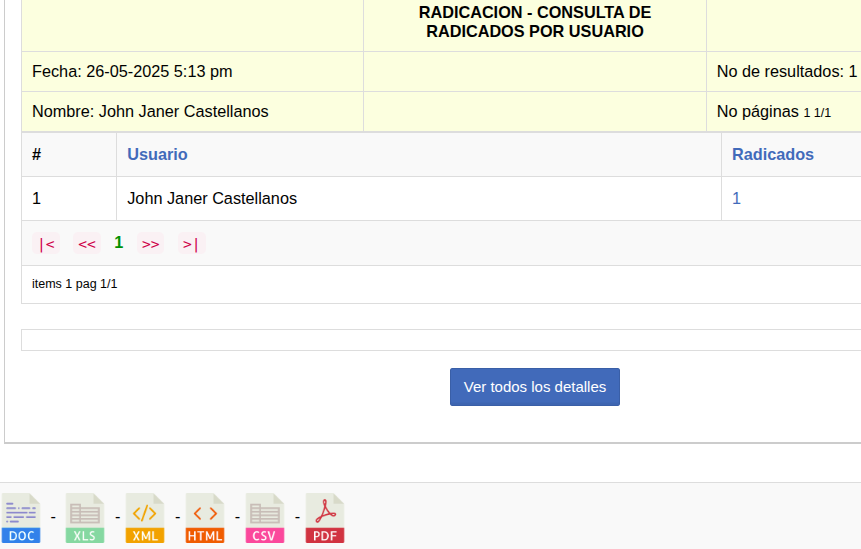 RADICACION - CONSULTA DE
RADICADOS POR USUARIO
Fecha: 26-05-2025 5:13 pm
No de resultados: 1
Nombre: John Janer Castellanos
No páginas 1 1/1
# Usuario Radicados
1 John Janer Castellanos 1
|< << 1 >> >|
items 1 pag 1/1
Ver todos los detalles
DOC - XLS - XML - HTML - CSV - PDF